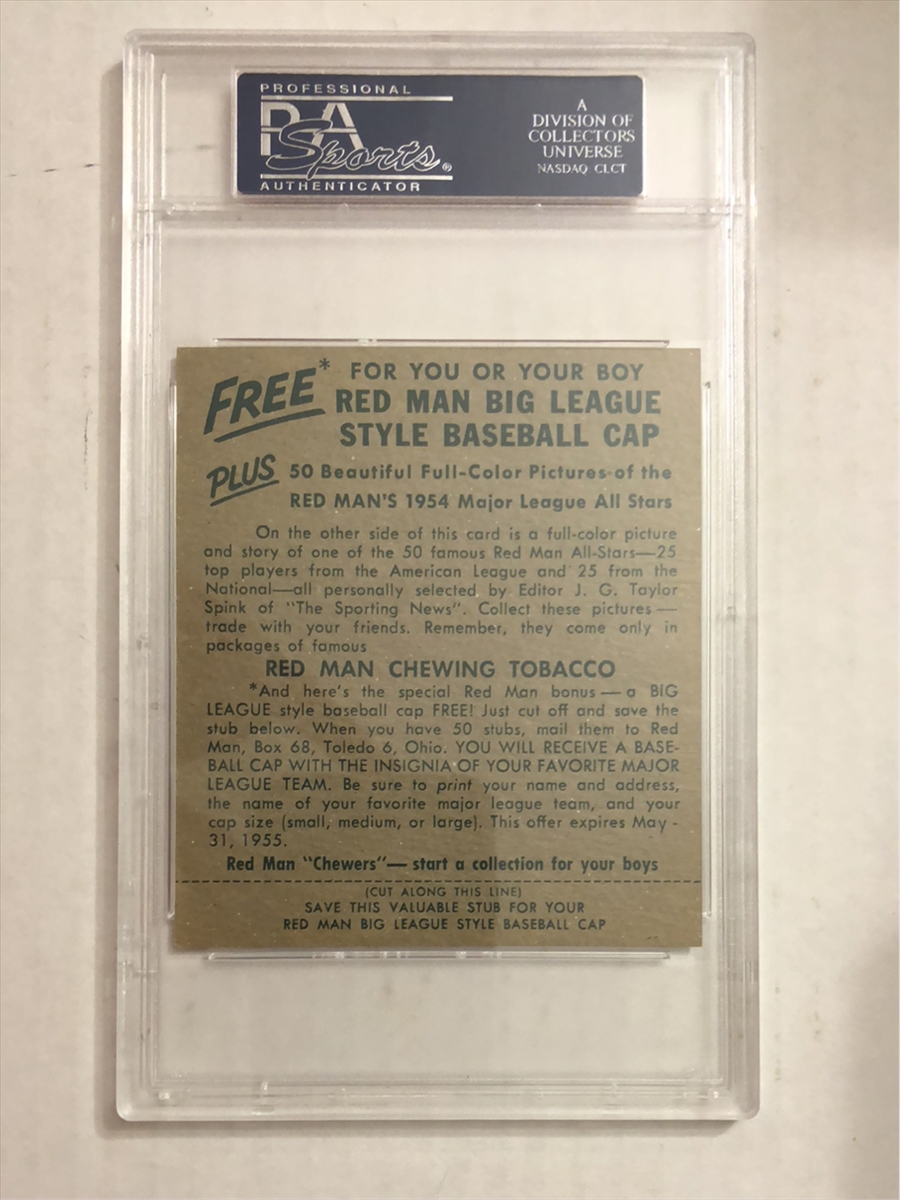 PROFESSIONAL
PSA
Sports®
AUTHENTICATOR
A
DIVISION OF
COLLECTORS
UNIVERSE
NASDAQ CLCT
FREE* FOR YOU OR YOUR BOY
RED MAN BIG LEAGUE
STYLE BASEBALL CAP
PLUS 50 Beautiful Full-Color Pictures of the
RED MAN'S 1954 Major League All Stars
On the other side of this card is a full-color picture
and story of one of the 50 famous Red Man All-Stars—25
top players from the American League and 25 from the
National—all personally selected by Editor J. G. Taylor
Spink of "The Sporting News". Collect these pictures—
trade with your friends. Remember, they come only in
packages of famous
RED MAN CHEWING TOBACCO
*And here's the special Red Man bonus—a BIG
LEAGUE style baseball cap FREE! Just cut off and save the
stub below. When you have 50 stubs, mail them to Red
Man, Box 68, Toledo 6, Ohio. YOU WILL RECEIVE A BASE-
BALL CAP WITH THE INSIGNIA OF YOUR FAVORITE MAJOR
LEAGUE TEAM. Be sure to print your name and address,
the name of your favorite major league team, and your
cap size (small, medium, or large). This offer expires May
31, 1955.
Red Man "Chewers"—start a collection for your boys
(CUT ALONG THIS LINE)
SAVE THIS VALUABLE STUB FOR YOUR
RED MAN BIG LEAGUE STYLE BASEBALL CAP